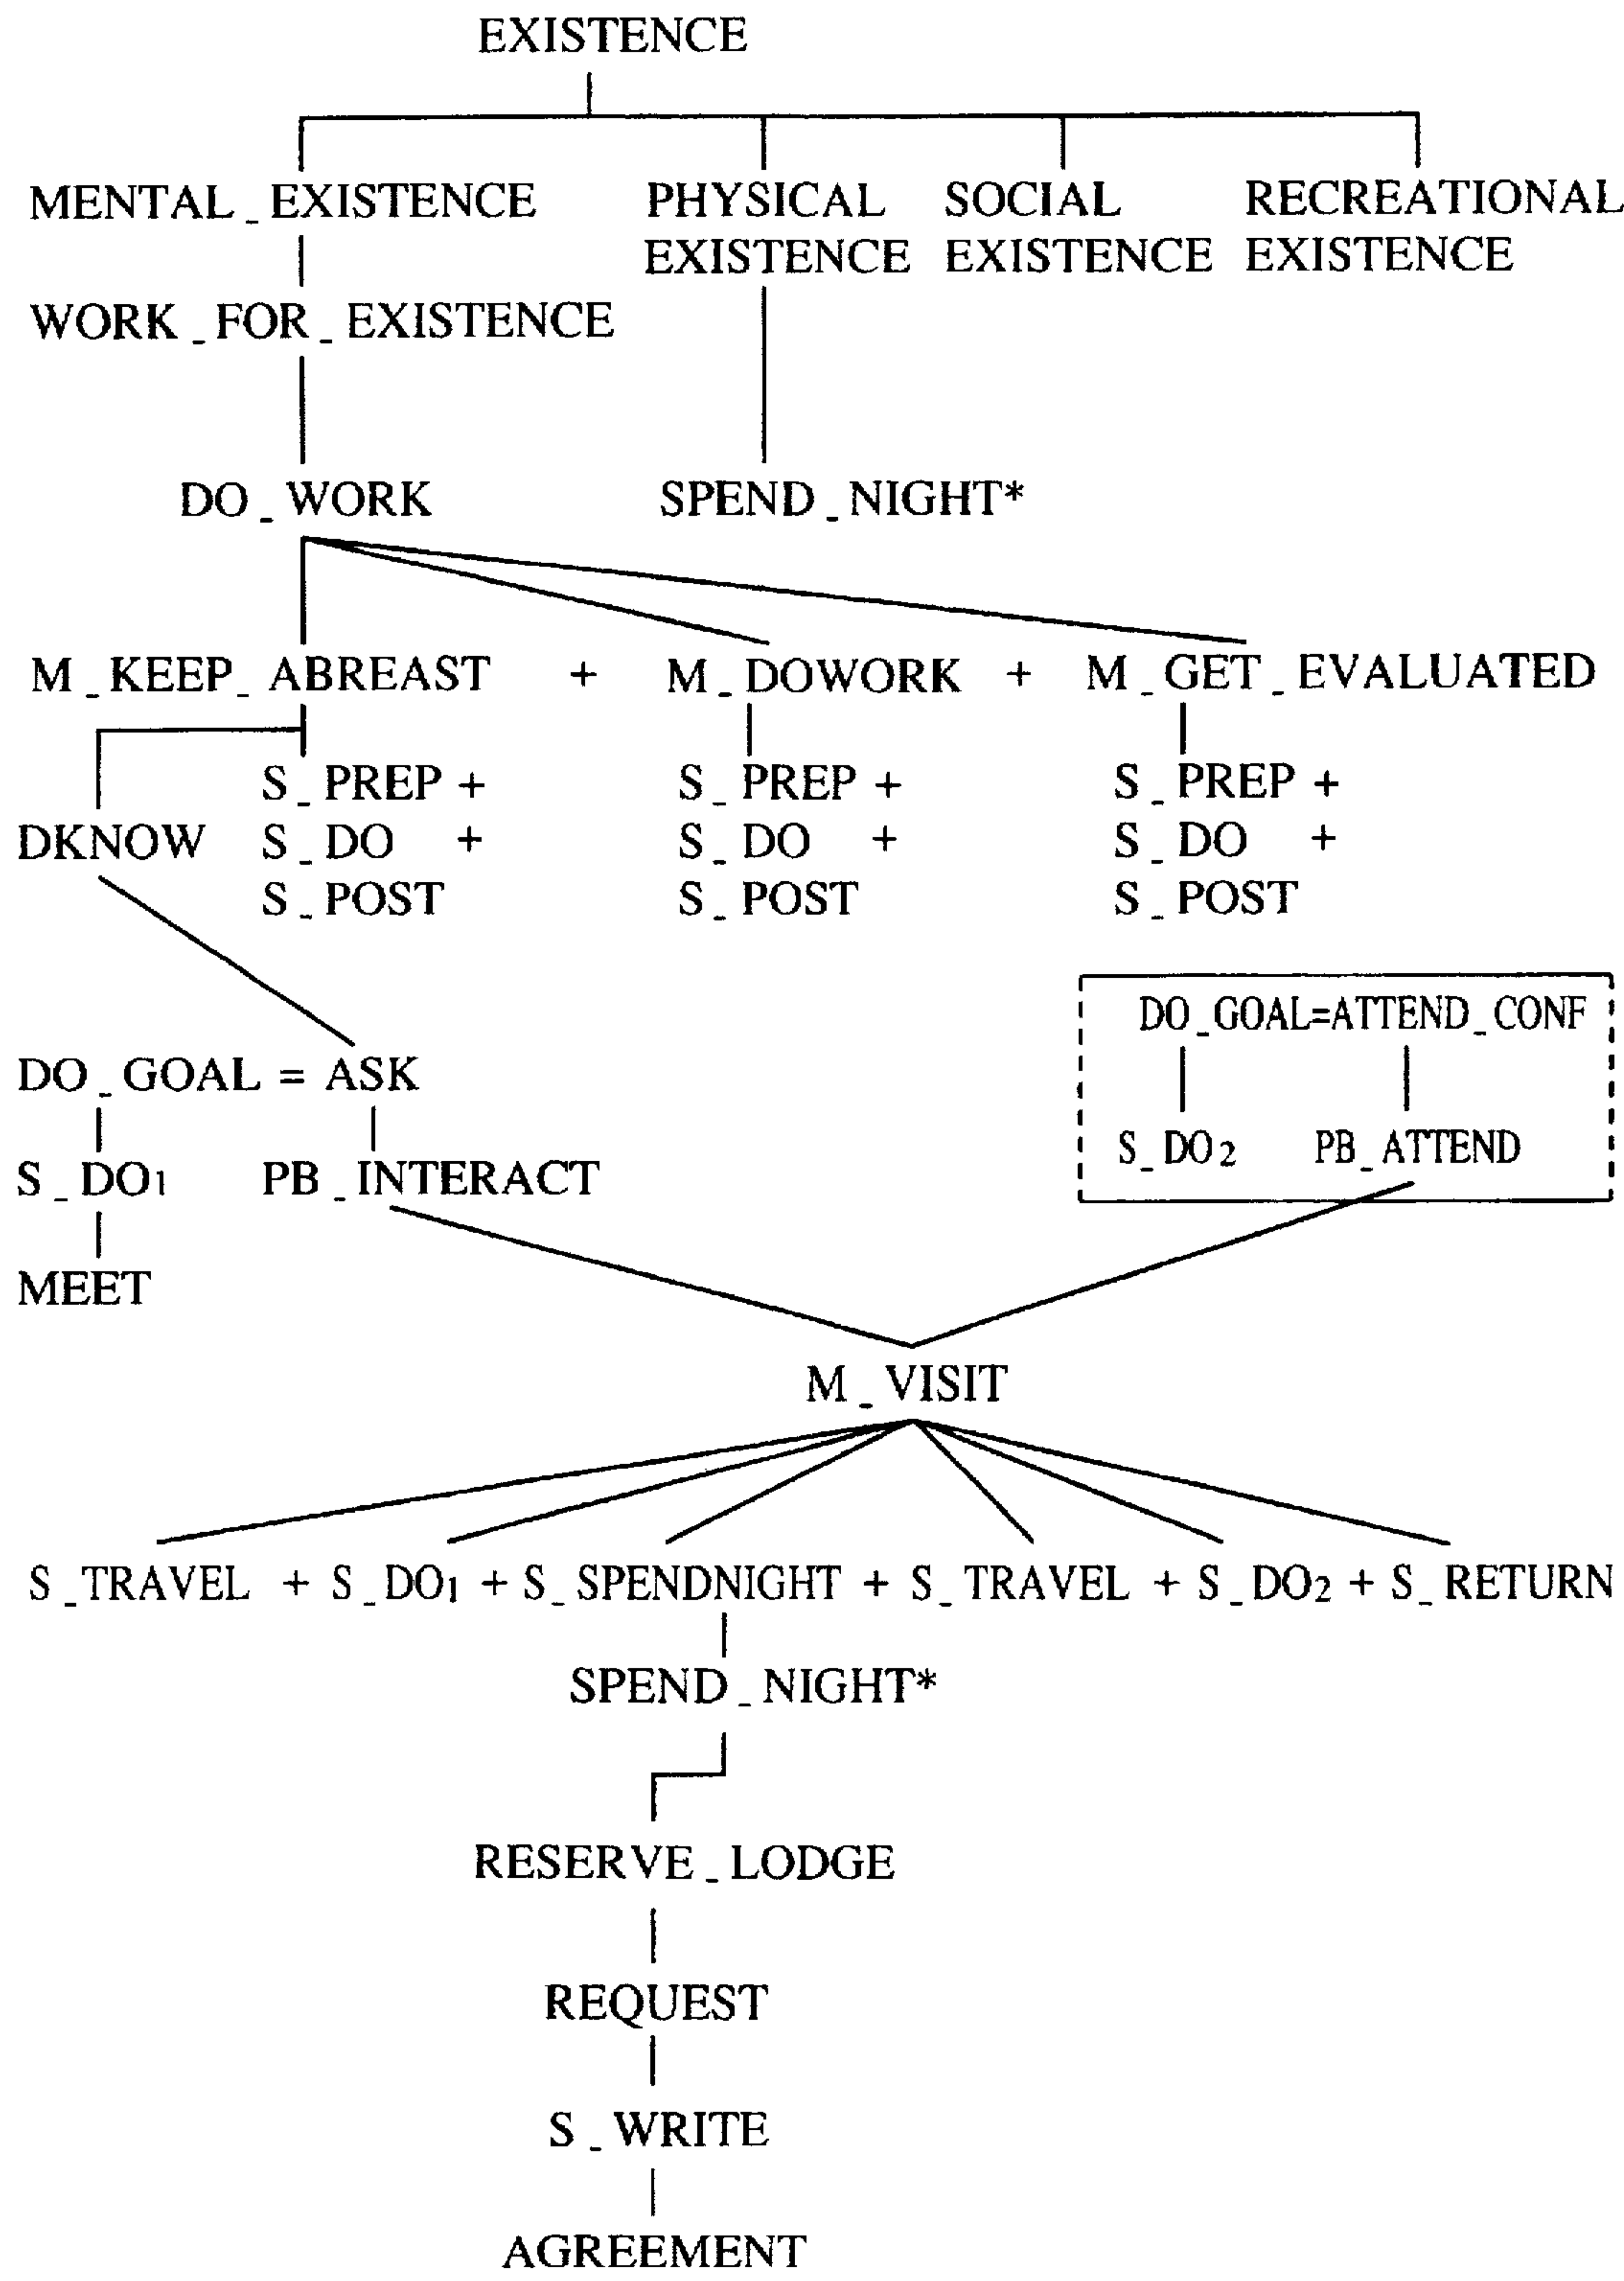 EXISTENCE
MENTAL_EXISTENCE PHYSICAL EXISTENCE SOCIAL EXISTENCE RECREATIONAL EXISTENCE
WORK_FOR_EXISTENCE
DO_WORK SPEND_NIGHT*
M_KEEP_ABREAST + M_DOWORK + M_GET_EVALUATED
S_PREP + S_PREP + S_PREP +
DKNOW S_DO + S_DO + S_DO +
S_POST S_POST S_POST
DO_GOAL=ATTEND_CONF
DO_GOAL = ASK
S_DO2 PB_ATTEND
S_DO1 PB_INTERACT
MEET
M_VISIT
S_TRAVEL + S_DO1 + S_SPENDNIGHT + S_TRAVEL + S_DO2 + S_RETURN
SPEND_NIGHT*
RESERVE_LODGE
REQUEST
S_WRITE
AGREEMENT